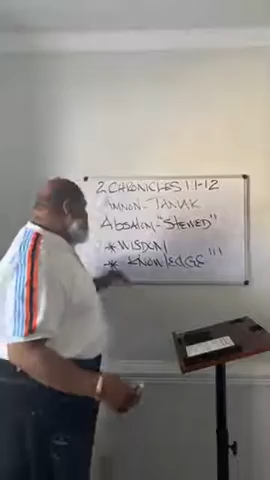 2 CHRONICLES 1:1-12
AMNON-TANAK
ABSALOM-"STEWED"
*WISDOM
*KNOWLEDGE"!